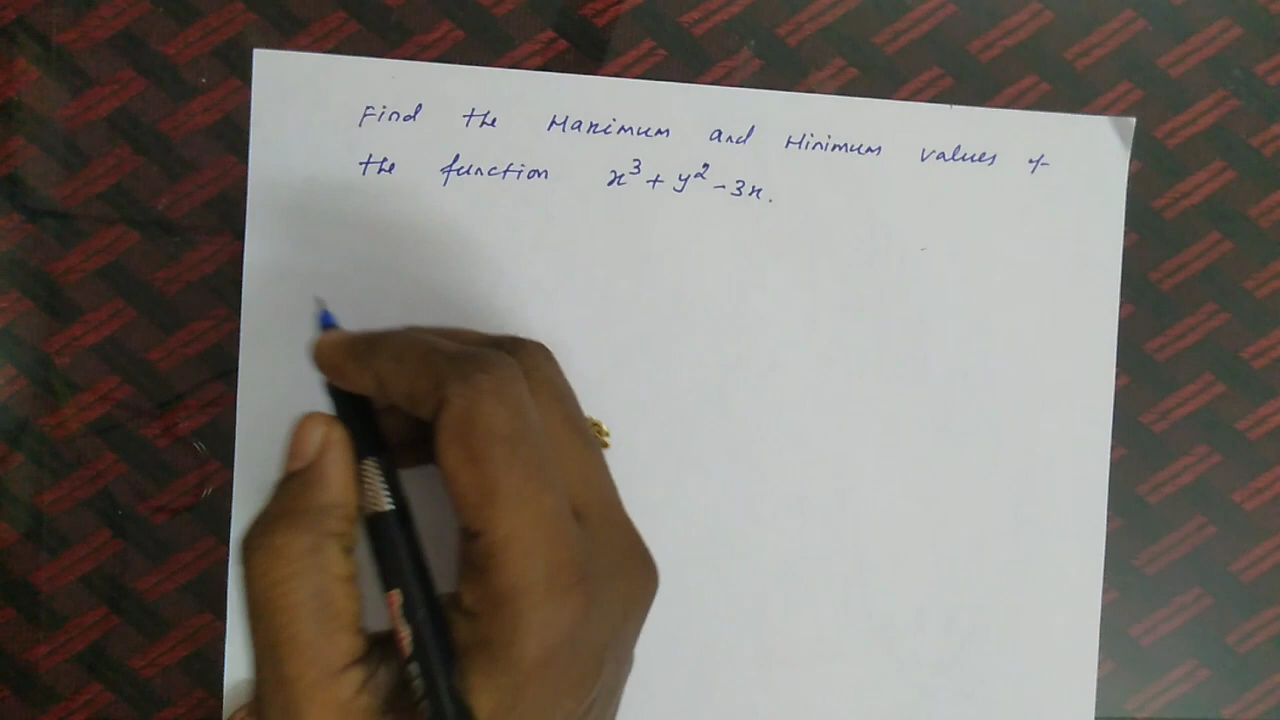 Find the Maximum and Minimum values of
the function x³ + y² - 3x.